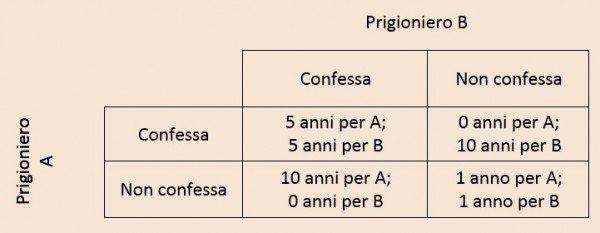 Prigioniero B
Confessa
Non confessa
Prigioniero
A
Confessa
5 anni per A;
5 anni per B
0 anni per A;
10 anni per B
Non confessa
10 anni per A;
0 anni per B
1 anno per A;
1 anno per B